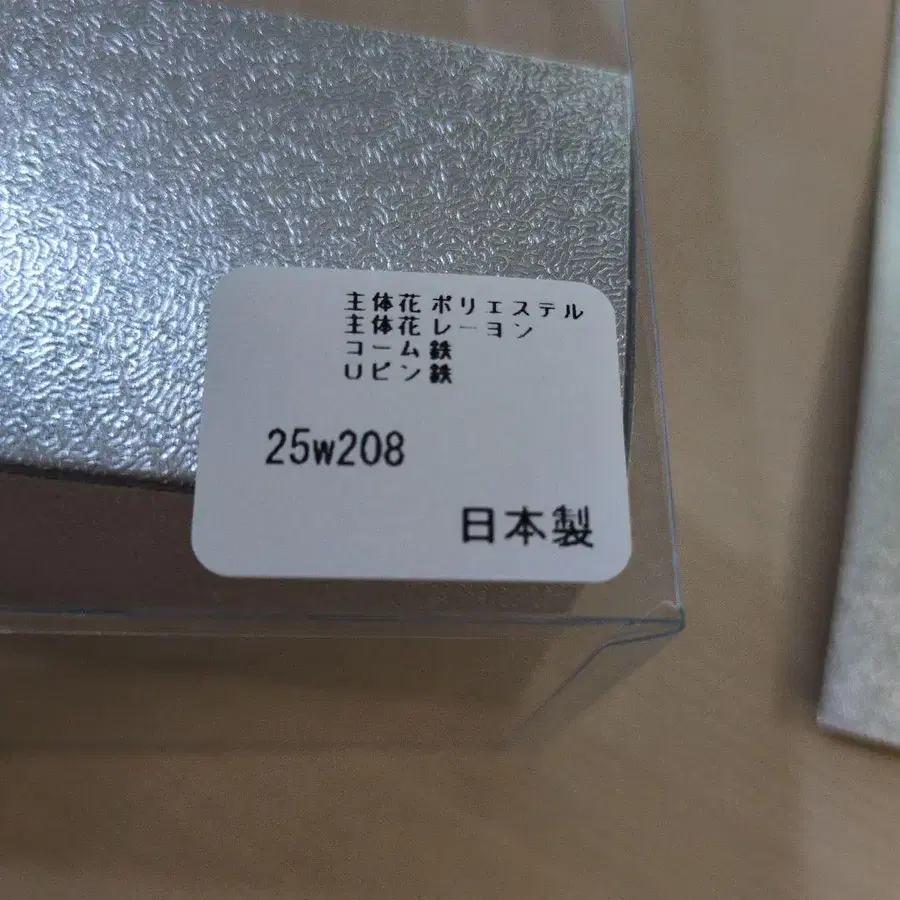 主体花ポリエステル
主体花レーヨン
コーム鉄
Uピン鉄
25w208
日本製